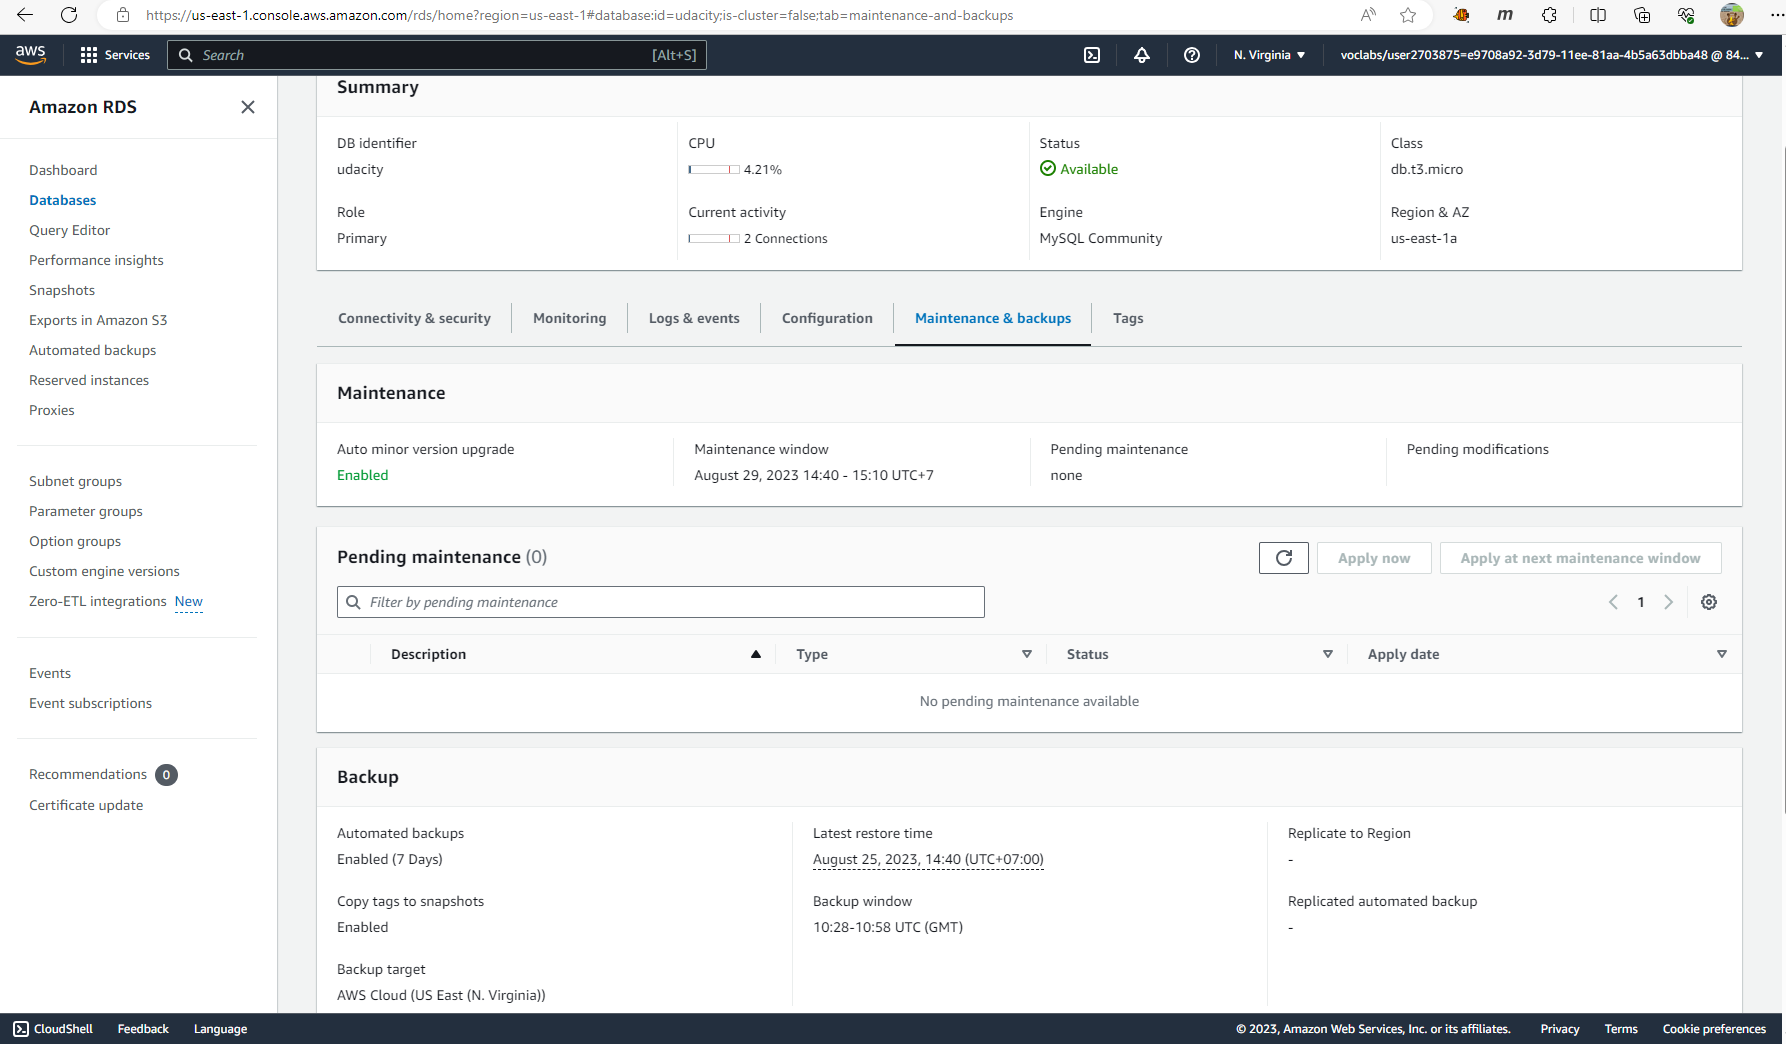 https://us-east-1.console.aws.amazon.com/rds/home?region=us-east-1#database:id=udacity;is-cluster=false;tab=maintenance-and-backups
aws
Services
Search
[Alt+S]
N. Virginia
voclabs/user2703875=e9708a92-3d79-11ee-81aa-4b5a63dbba48 @ 84...
Amazon RDS
Dashboard
Databases
Query Editor
Performance insights
Snapshots
Exports in Amazon S3
Automated backups
Reserved instances
Proxies
Subnet groups
Parameter groups
Option groups
Custom engine versions
Zero-ETL integrations New
Events
Event subscriptions
Recommendations 0
Certificate update
Summary
DB identifier
udacity
CPU
4.21%
Status
Available
Class
db.t3.micro
Role
Primary
Current activity
2 Connections
Engine
MySQL Community
Region & AZ
us-east-1a
Connectivity & security
Monitoring
Logs & events
Configuration
Maintenance & backups
Tags
Maintenance
Auto minor version upgrade
Enabled
Maintenance window
August 29, 2023 14:40 - 15:10 UTC+7
Pending maintenance
none
Pending modifications
Pending maintenance (0)
Apply now
Apply at next maintenance window
Filter by pending maintenance
1
Description
Type
Status
Apply date
No pending maintenance available
Backup
Automated backups
Enabled (7 Days)
Latest restore time
August 25, 2023, 14:40 (UTC+07:00)
Replicate to Region
-
Copy tags to snapshots
Enabled
Backup window
10:28-10:58 UTC (GMT)
Replicated automated backup
-
Backup target
AWS Cloud (US East (N. Virginia))
CloudShell
Feedback
Language
© 2023, Amazon Web Services, Inc. or its affiliates.
Privacy
Terms
Cookie preferences